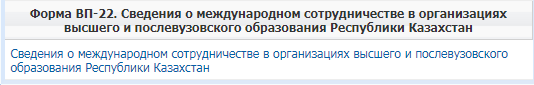 Форма ВП-22. Сведения о международном сотрудничестве в организациях
высшего и послевузовского образования Республики Казахстан
Сведения о международном сотрудничестве в организациях высшего и послевузовского
образования Республики Казахстан